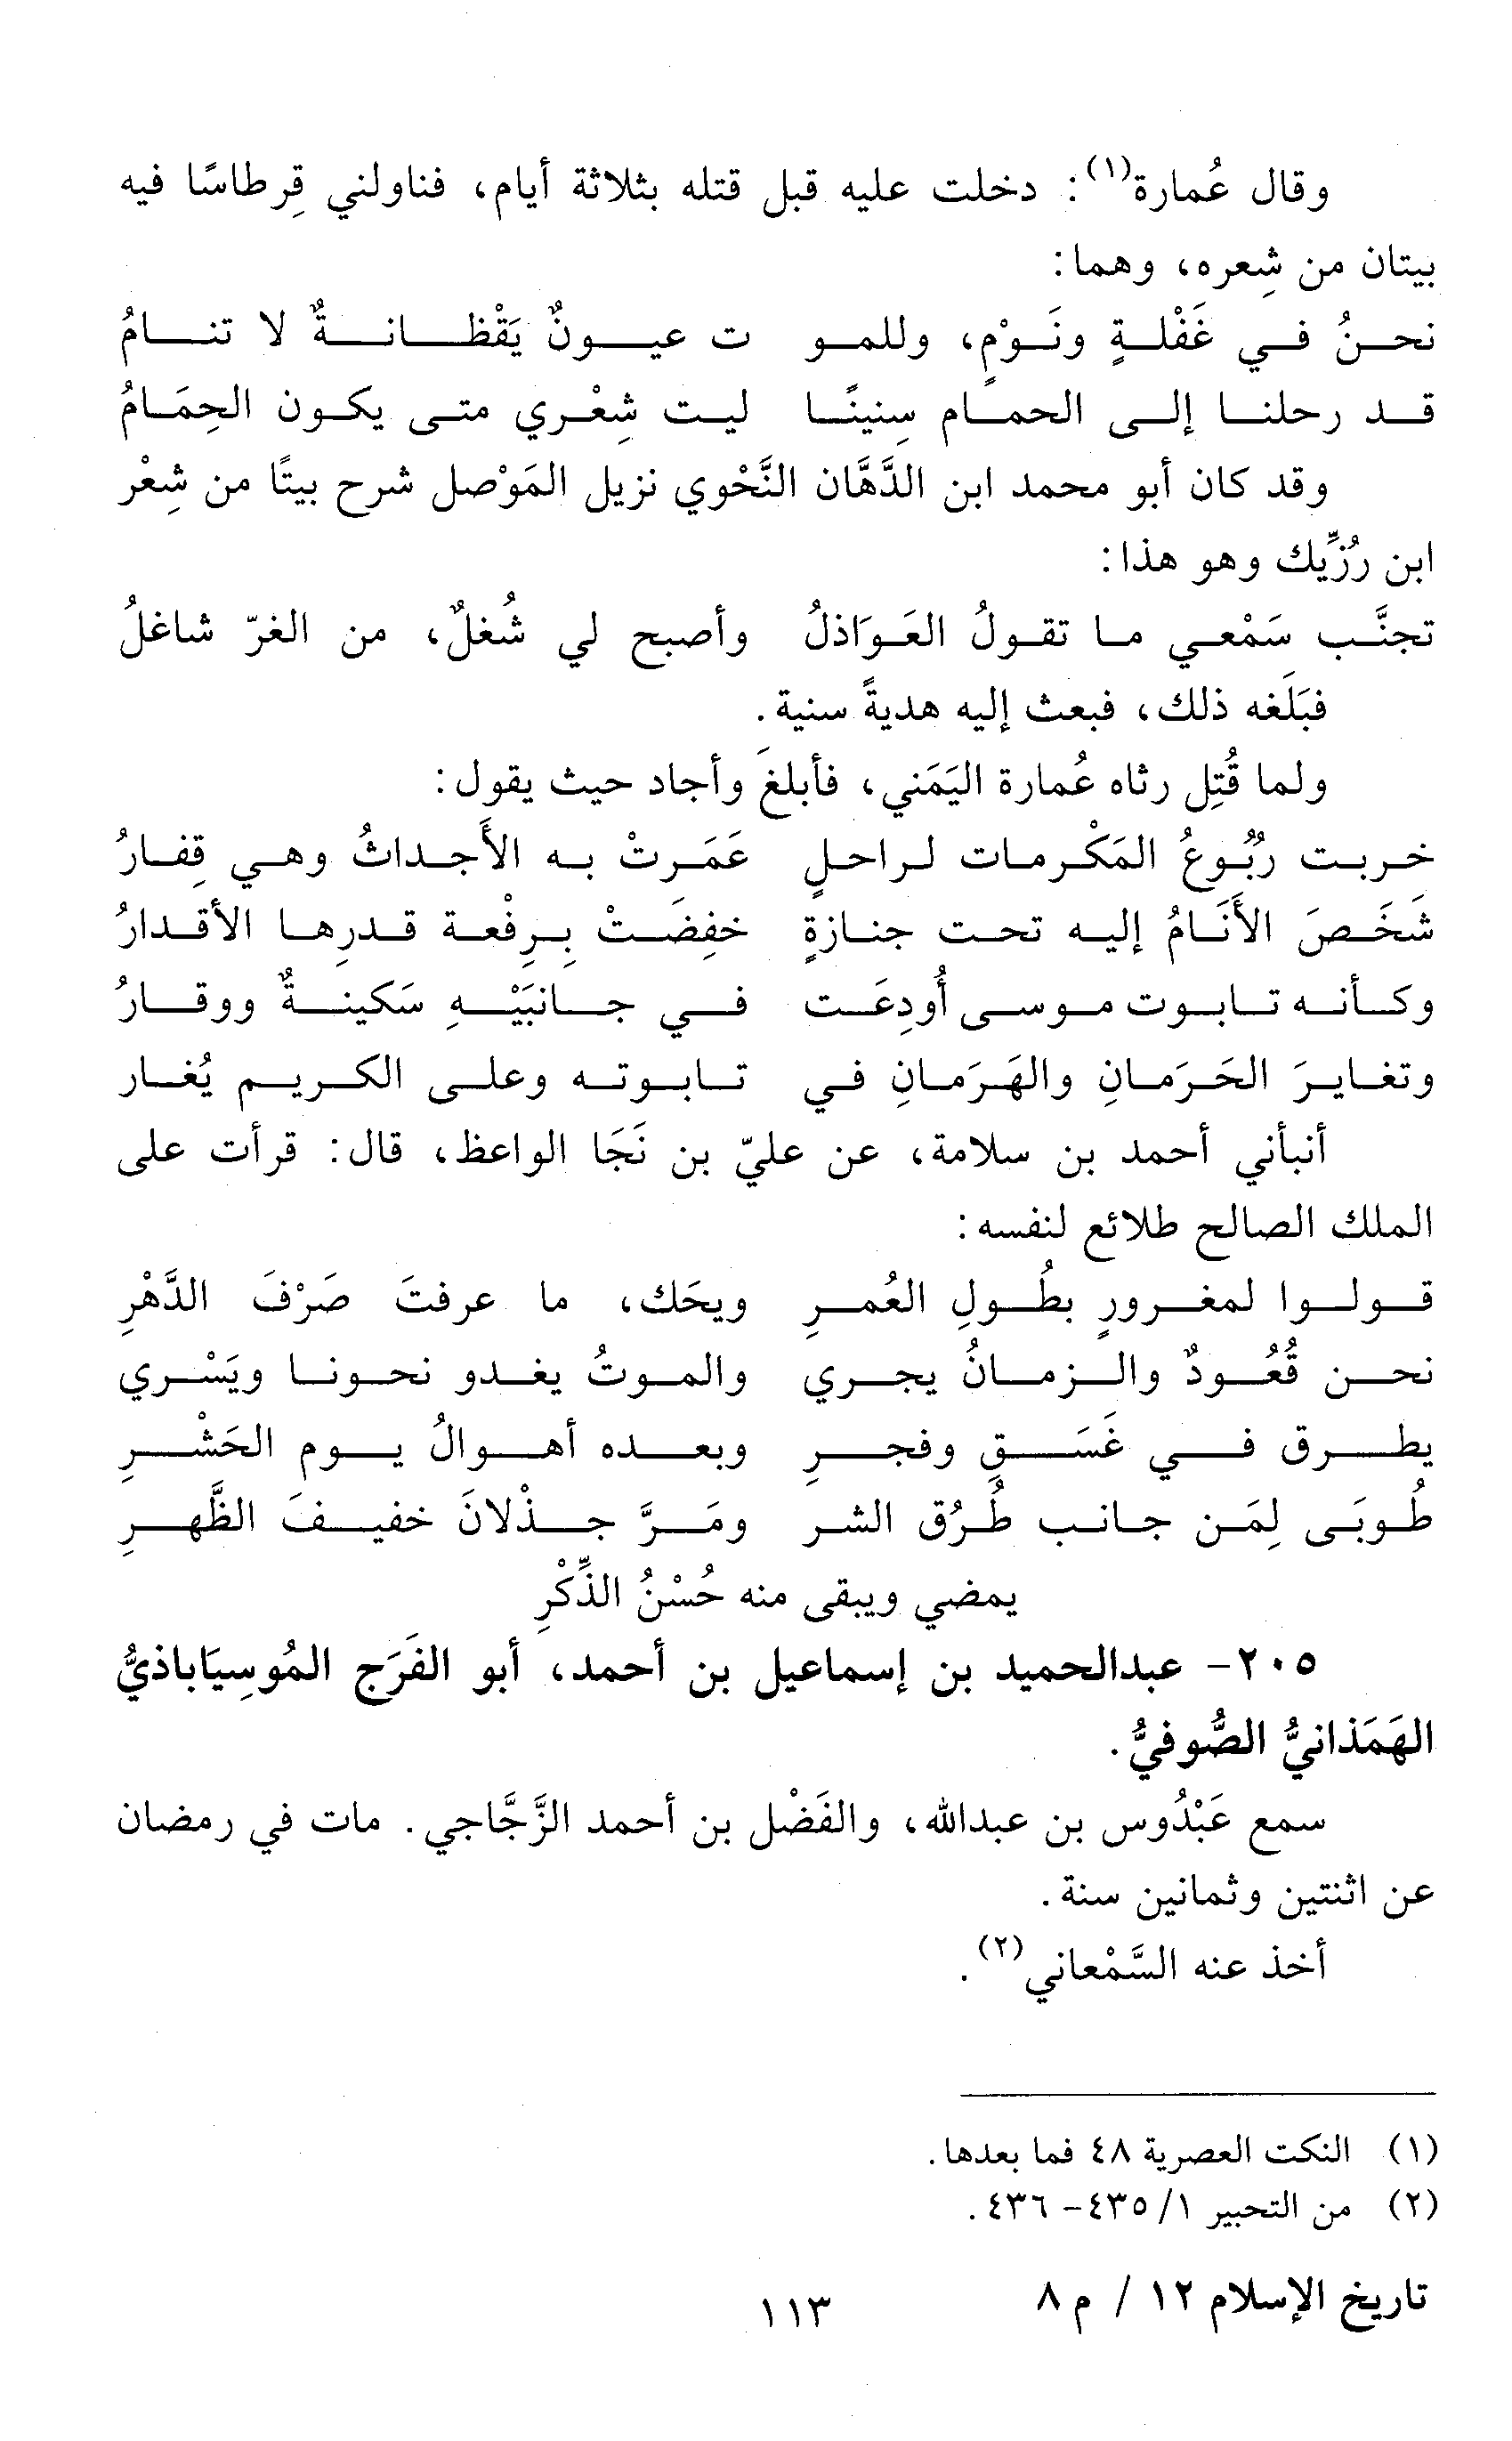 وقال عُمارة(١): دخلت عليه قبل قتله بثلاثة أيام، فناولني قِرطاسًا فيه
بيتان من شِعره، وهما:
نحنُ في غَفْلةٍ ونَوْمٍ، وللمو ت عيونٌ يَقْظانةٌ لا تنامُ
قد رحلنا إلى الحمام سِنينًا ليت شِعْري متى يكون الحِمَامُ
وقد كان أبو محمد ابن الدَّهَّان النَّحْوي نزيل المَوْصل شرح بيتًا من شِعْر
ابن رُزِّيك وهو هذا:
تجنَّب سَمْعي ما تقولُ العَوَاذلُ وأصبح لي شُغلٌ، من الغرّ شاغلُ
فبَلَغه ذلك، فبعث إليه هديةً سنية.
ولما قُتِل رثاه عُمارة اليَمَني، فأبلغَ وأجاد حيث يقول:
خربت رُبُوعُ المَكْرمات لراحلٍ عَمَرتْ به الأَجداثُ وهي قِفارُ
شَخَصَ الأَنَامُ إليه تحت جنازةٍ خفِضَتْ بِرِفْعة قدرِها الأقدارُ
وكأنه تابوت موسى أُودِعَت في جانبَيْهِ سَكينةٌ ووقارُ
وتغايرَ الحَرَمانِ والهَرَمانِ في تابوته وعلى الكريم يُغار
أنبأني أحمد بن سلامة، عن عليّ بن نَجَا الواعظ، قال: قرأت على
الملك الصالح طلائع لنفسه:
قولوا لمغرورٍ بطُولِ العُمرِ ويحَك، ما عرفتَ صَرْفَ الدَّهْرِ
نحن قُعُودٌ والزمانُ يجري والموتُ يغدو نحونا ويَسْري
يطرق في غَسَقٍ وفجرِ وبعده أهوالُ يوم الحَشْرِ
طُوبَى لِمَن جانب طُرُق الشر ومَرَّ جذْلانَ خفيفَ الظَّهرِ
يمضي ويبقى منه حُسْنُ الذِّكْرِ
٢٠٥- عبدالحميد بن إسماعيل بن أحمد، أبو الفَرَج المُوسِيَاباذيُّ
الهَمَذانيُّ الصُّوفيُّ.
سمع عَبْدُوس بن عبدالله، والفَضْل بن أحمد الزَّجَّاجي. مات في رمضان
عن اثنتين وثمانين سنة.
أخذ عنه السَّمْعاني(٢).
(١) النكت العصرية ٤٨ فما بعدها.
(٢) من التحبير ١/ ٤٣٥- ٤٣٦.
تاريخ الإسلام ١٢ / م ٨
١١٣